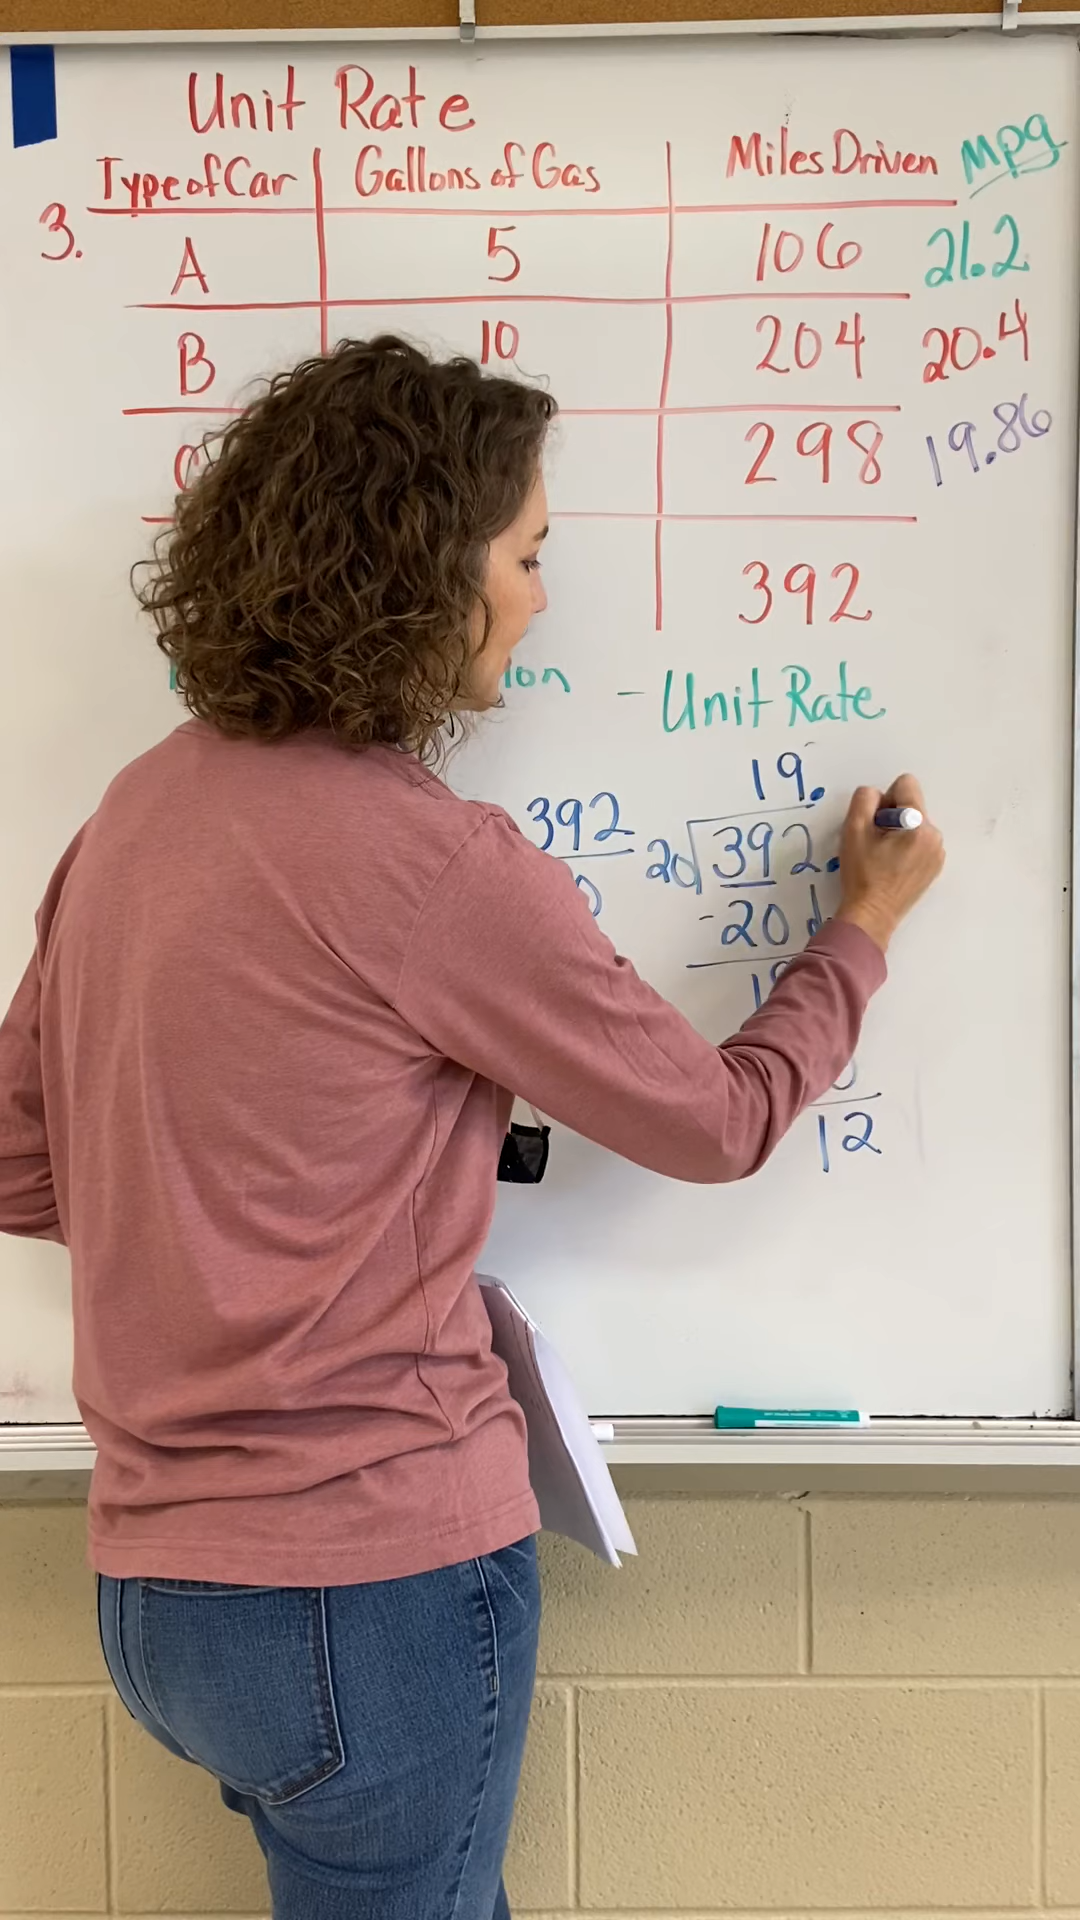 Unit Rate
Type of Car Gallons of Gas Miles Driven Mpg
3. A 5 106 21.2
B 10 204 20.4
C 298 19.86
392
- Unit Rate
19.
392 20 392.
-20
12